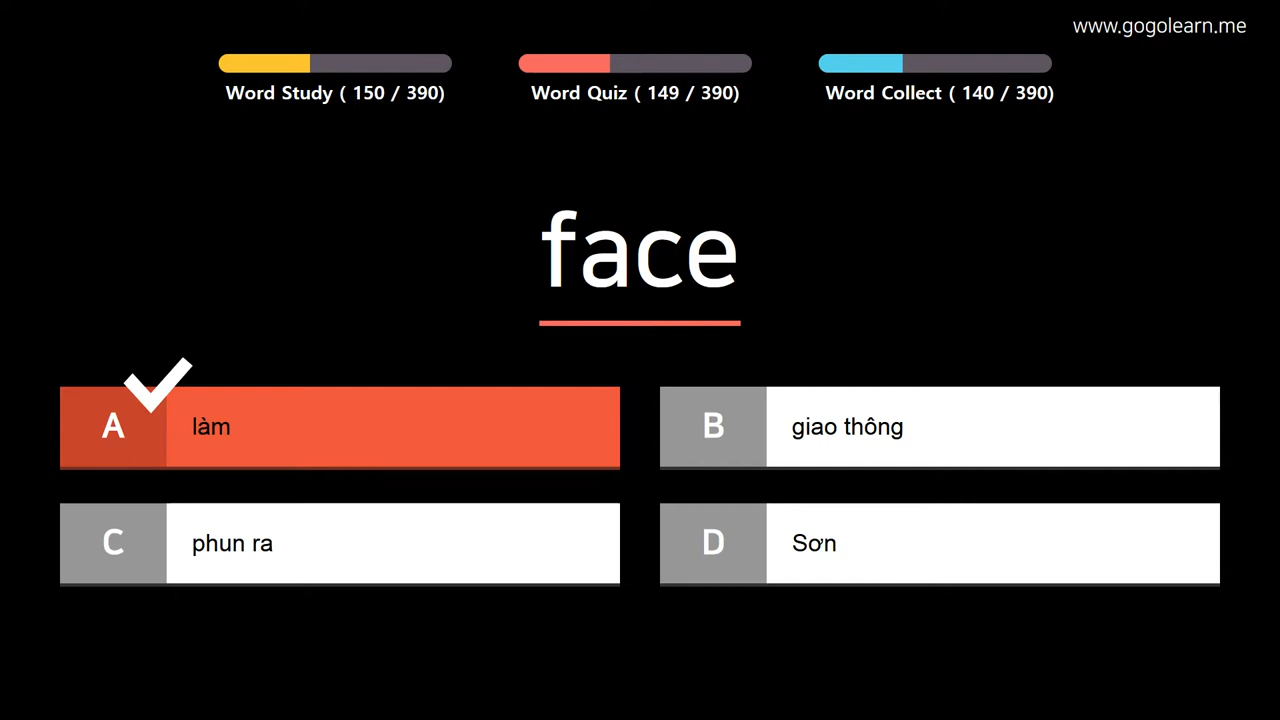 www.gogolearn.me
Word Study ( 150 / 390)
Word Quiz ( 149 / 390)
Word Collect ( 140 / 390)
face
A làm
B giao thông
C phun ra
D Sơn